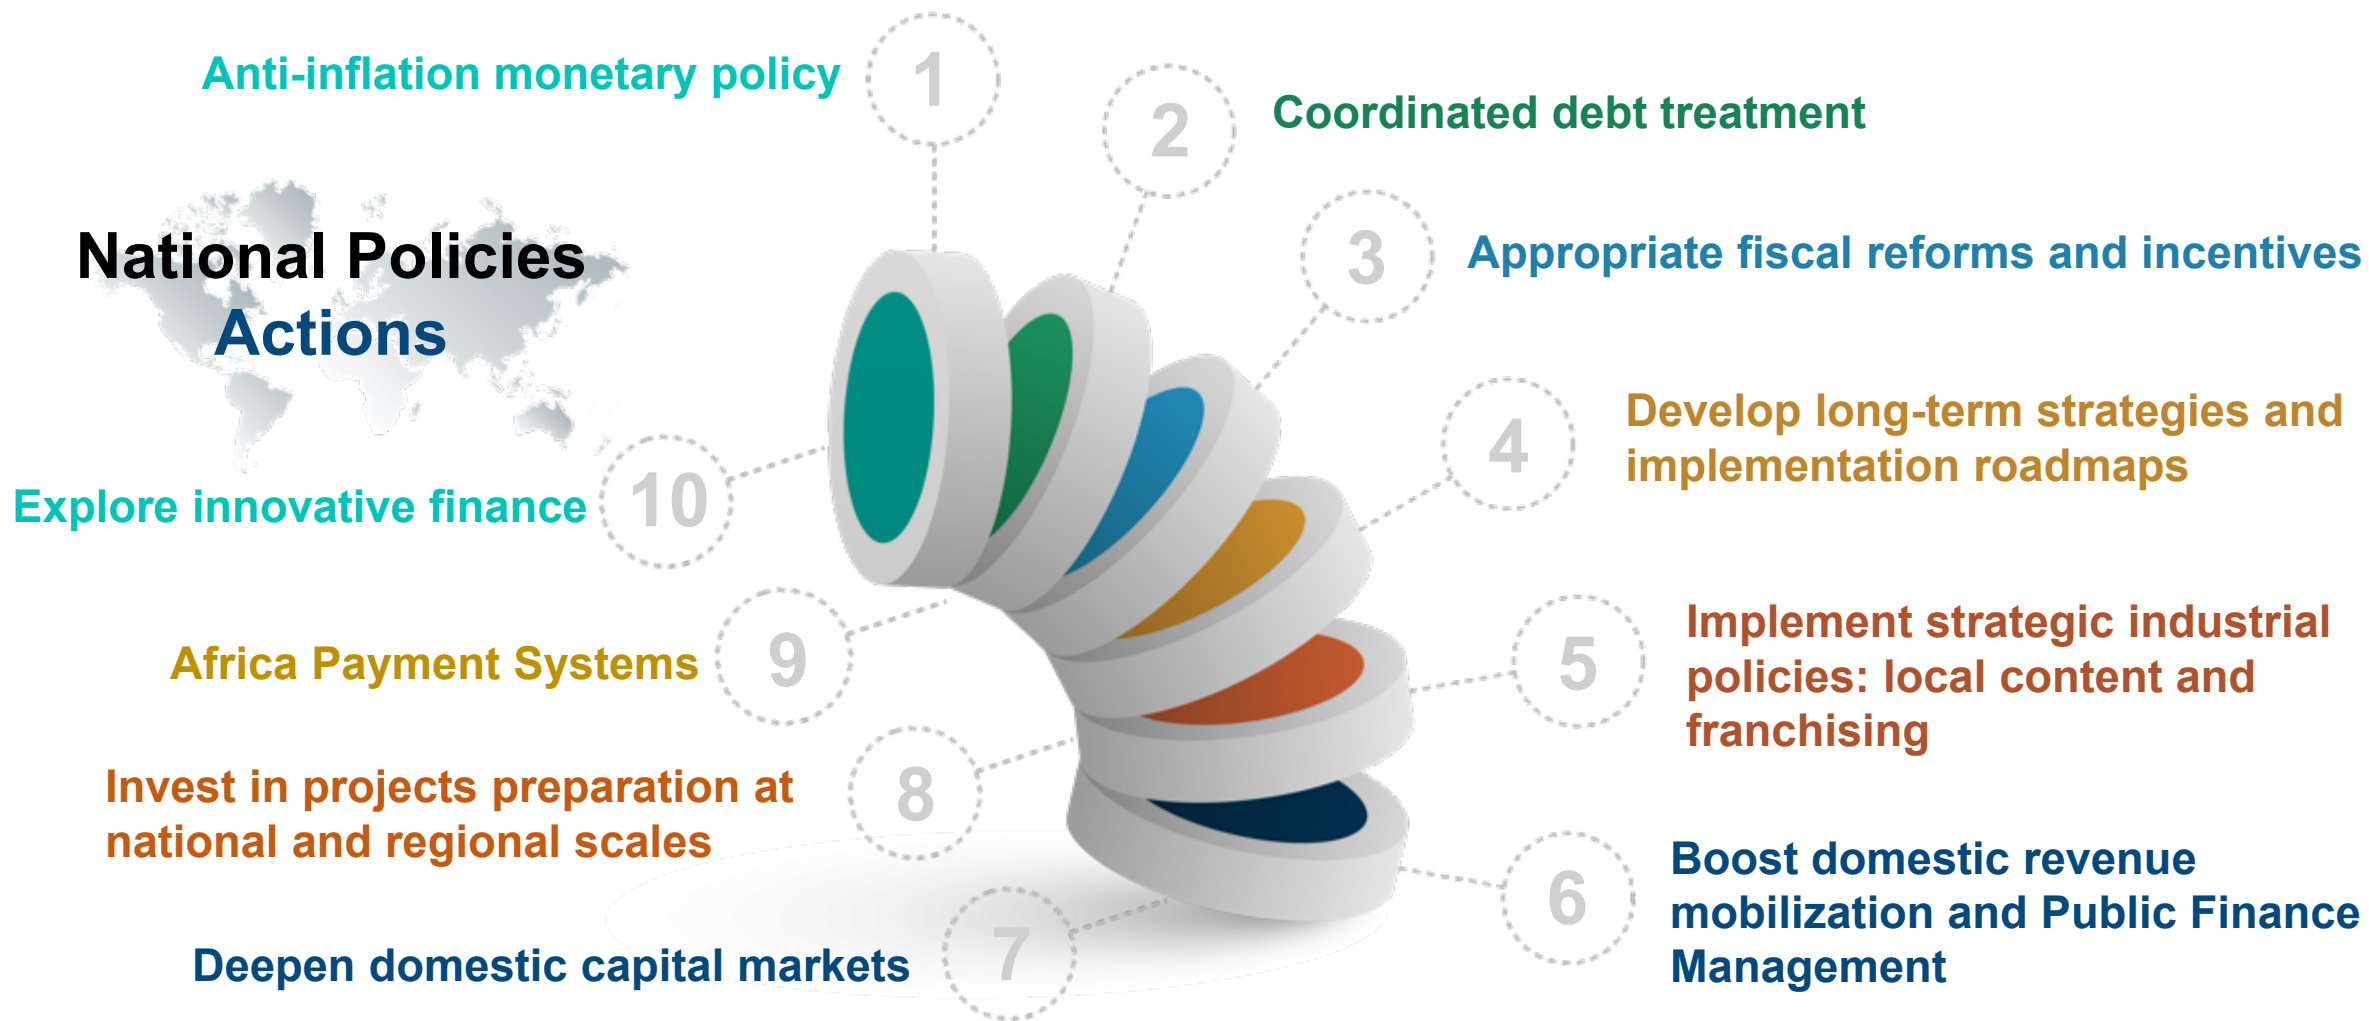 National Policies
Actions
1
Anti-inflation monetary policy
2
Coordinated debt treatment
3
Appropriate fiscal reforms and incentives
4
Develop long-term strategies and
implementation roadmaps
5
Implement strategic industrial
policies: local content and
franchising
6
Boost domestic revenue
mobilization and Public Finance
Management
7
Deepen domestic capital markets
8
Invest in projects preparation at
national and regional scales
9
Africa Payment Systems
10
Explore innovative finance